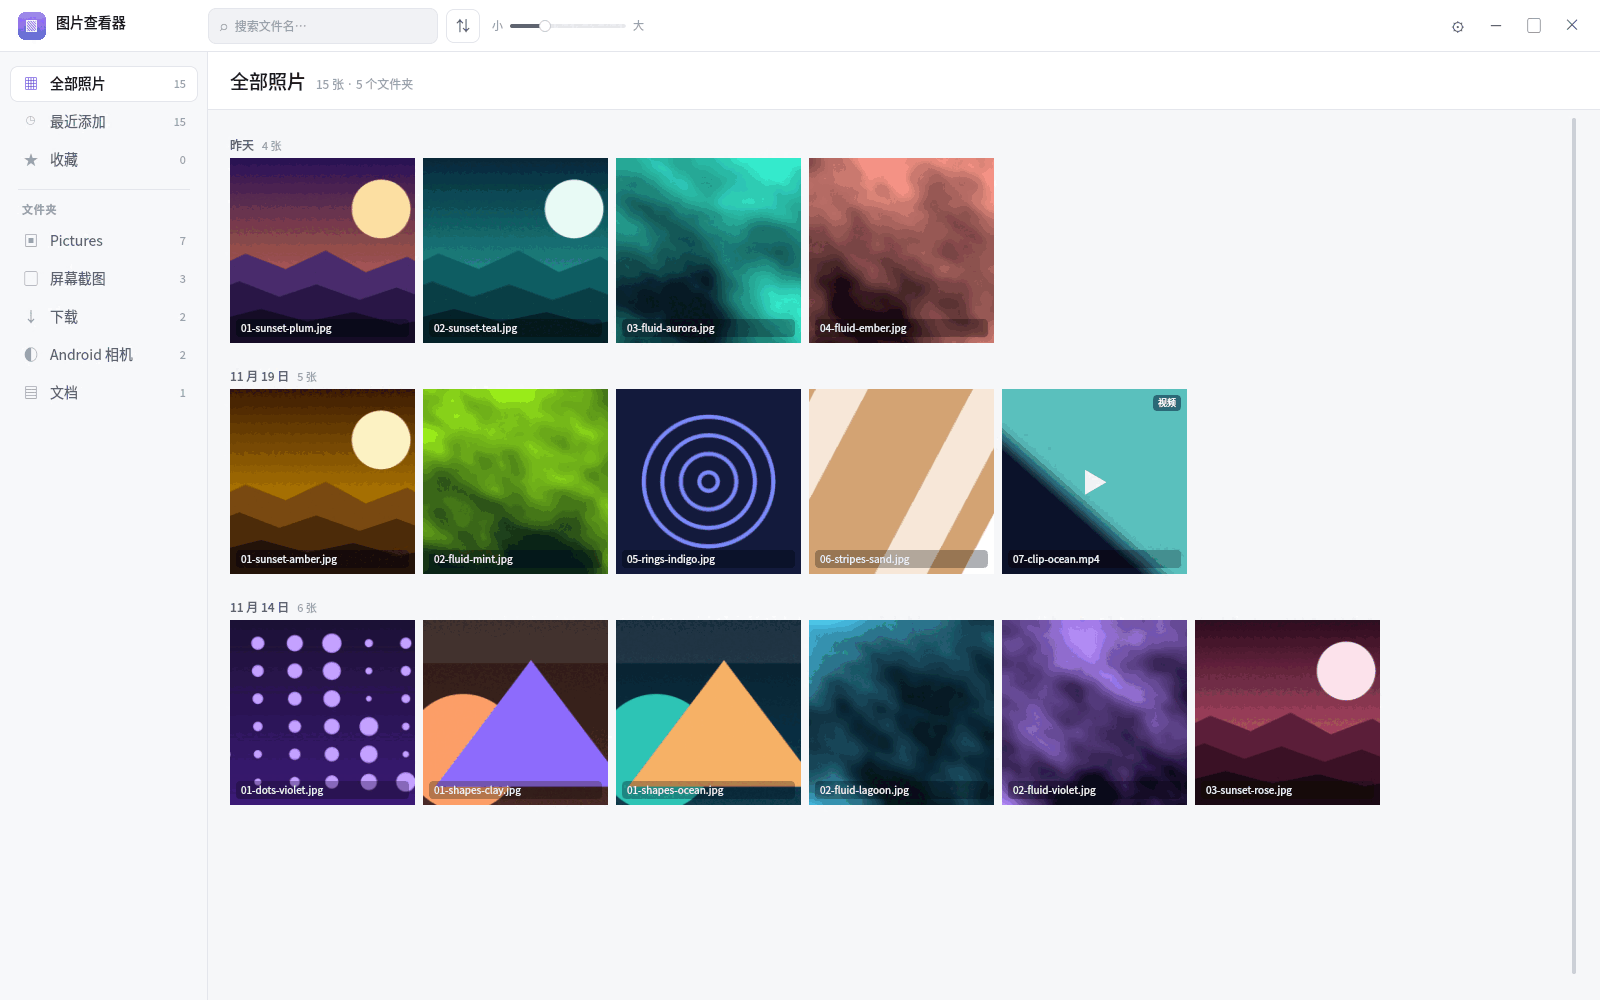 图片查看器
搜索文件名…
小
大
全部照片 15
最近添加 15
收藏 0
文件夹
Pictures 7
屏幕截图 3
下载 2
Android 相机 2
文档 1
全部照片 15 张 · 5 个文件夹
昨天 4 张
01-sunset-plum.jpg
02-sunset-teal.jpg
03-fluid-aurora.jpg
04-fluid-ember.jpg
11 月 19 日 5 张
视频
01-sunset-amber.jpg
02-fluid-mint.jpg
05-rings-indigo.jpg
06-stripes-sand.jpg
07-clip-ocean.mp4
11 月 14 日 6 张
01-dots-violet.jpg
01-shapes-clay.jpg
01-shapes-ocean.jpg
02-fluid-lagoon.jpg
02-fluid-violet.jpg
03-sunset-rose.jpg